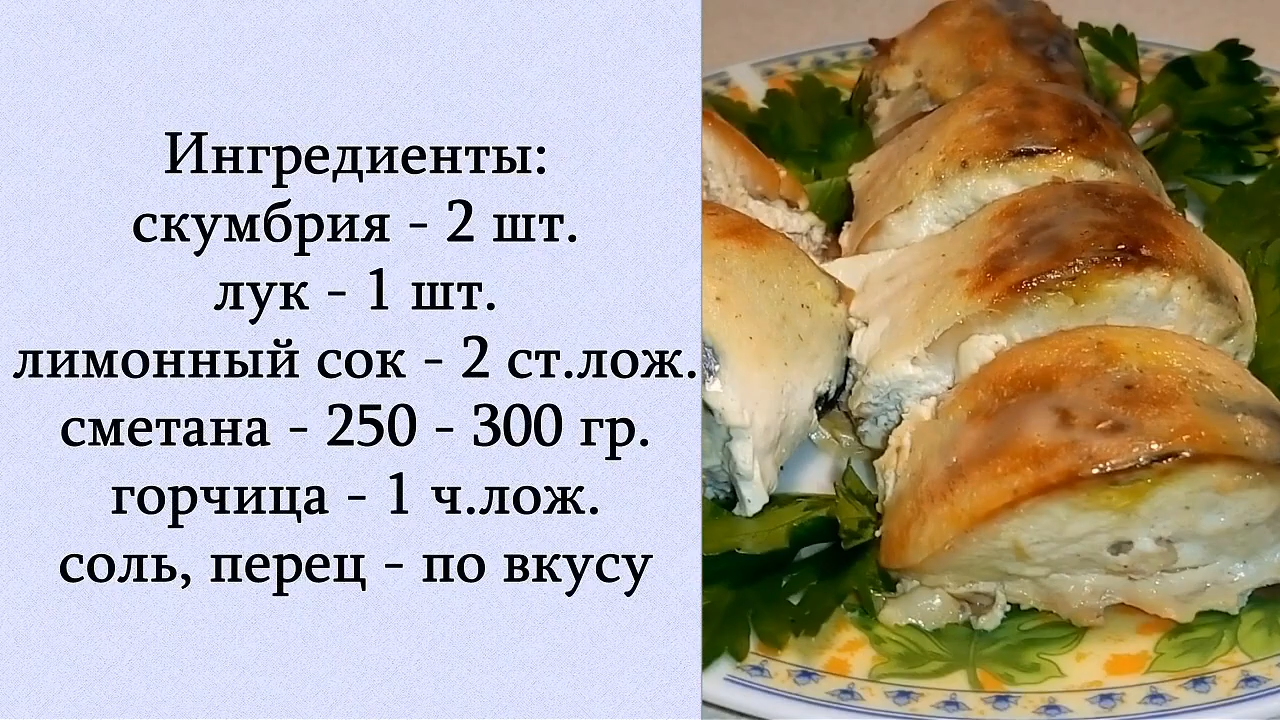 Ингредиенты:
скумбрия - 2 шт.
лук - 1 шт.
лимонный сок - 2 ст.лож.
сметана - 250 - 300 гр.
горчица - 1 ч.лож.
соль, перец - по вкусу